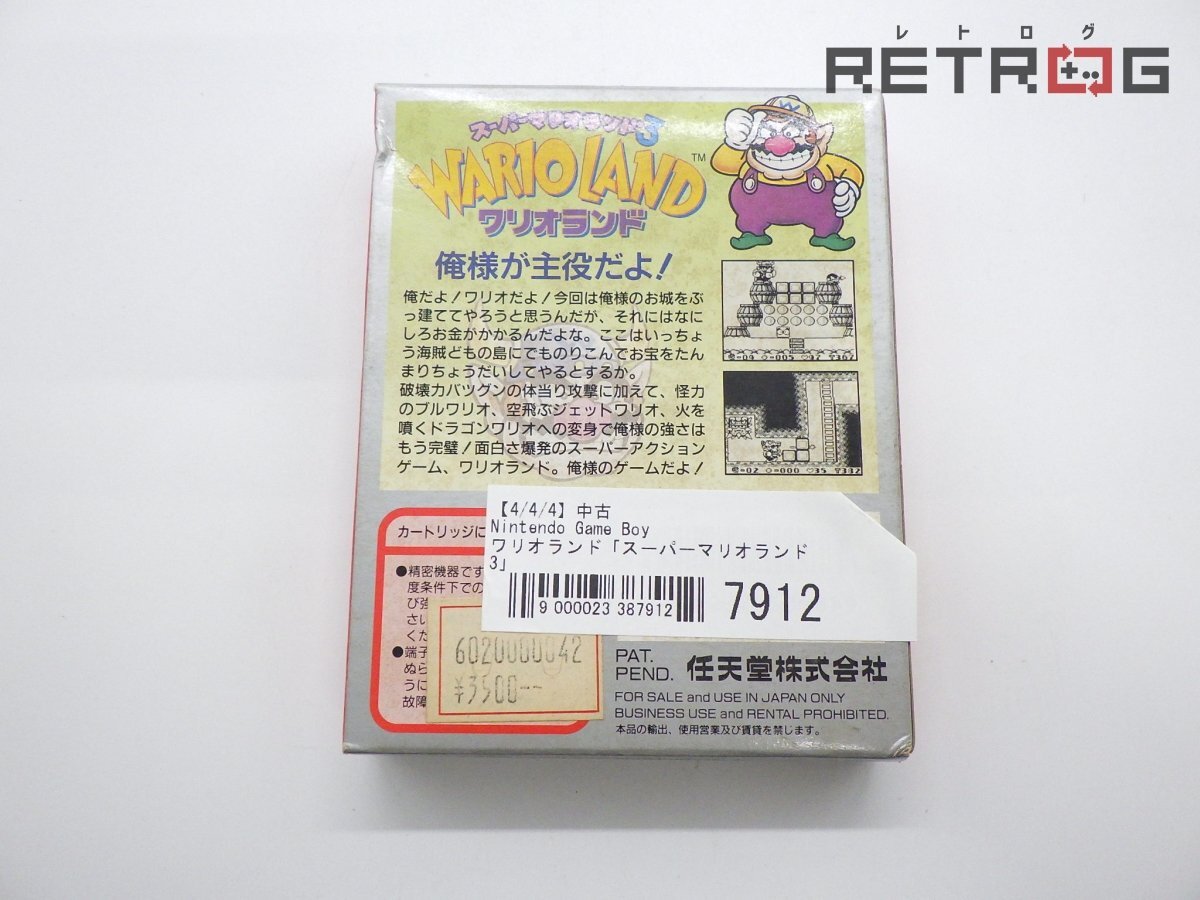 レトログ
RETROG
スーパーマリオランド3
WARIO LAND™
ワリオランド
俺様が主役だよ!
俺だよ!ワリオだよ!今回は俺様のお城をぶ
っ建ててやろうと思うんだが、それにはなに
しろお金がかかるんだよな。ここはいっちょ
う海賊どもの島にでものりこんでお宝をたん
まりちょうだいしてやるとするか。
破壊力バツグンの体当り攻撃に加えて、怪力
のブルワリオ、空飛ぶジェットワリオ、火を
噴くドラゴンワリオへの変身で俺様の強さは
もう完璧!面白さ爆発のスーパーアクション
ゲーム、ワリオランド。俺様のゲームだよ!
カートリッジに
●精密機器です
度条件下での
び強
さい
くだ
●端子
ぬら
うに
故障
【4/4/4】中古
Nintendo Game Boy
ワリオランド「スーパーマリオランド
3」
9 000023 387912
7912
6020000042
¥3500--
PAT.
PEND. 任天堂株式会社
FOR SALE and USE IN JAPAN ONLY
BUSINESS USE and RENTAL PROHIBITED.
本品の輸出、使用営業及び賃貸を禁じます。